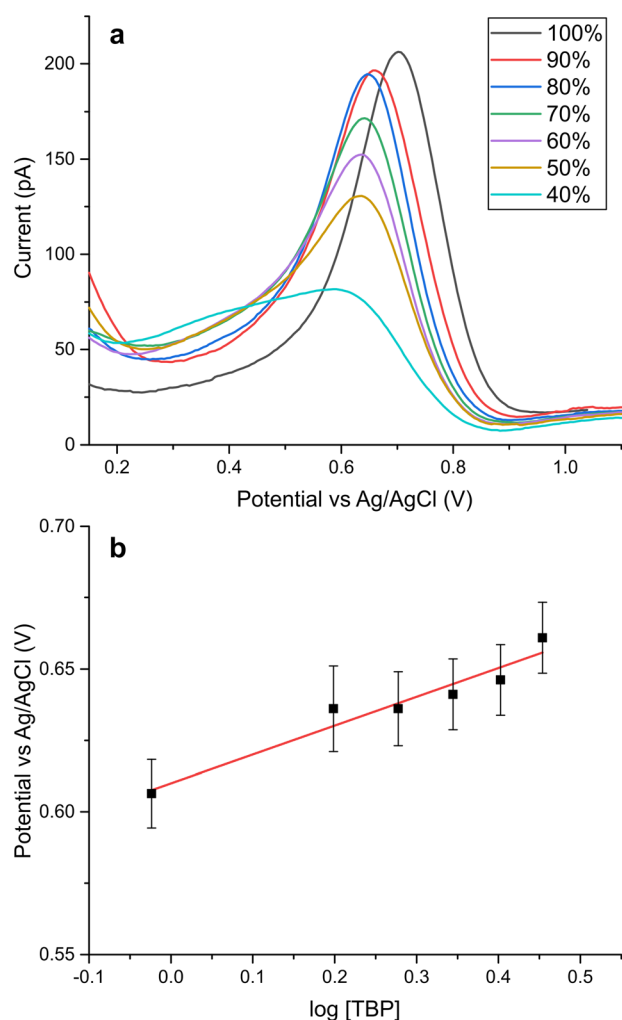 a
100%
90%
80%
70%
60%
50%
40%
200
150
100
50
0
Current (pA)
0.2 0.4 0.6 0.8 1.0
Potential vs Ag/AgCl (V)
b
0.70
0.65
0.60
0.55
Potential vs Ag/AgCl (V)
-0.1 0.0 0.1 0.2 0.3 0.4 0.5
log [TBP]